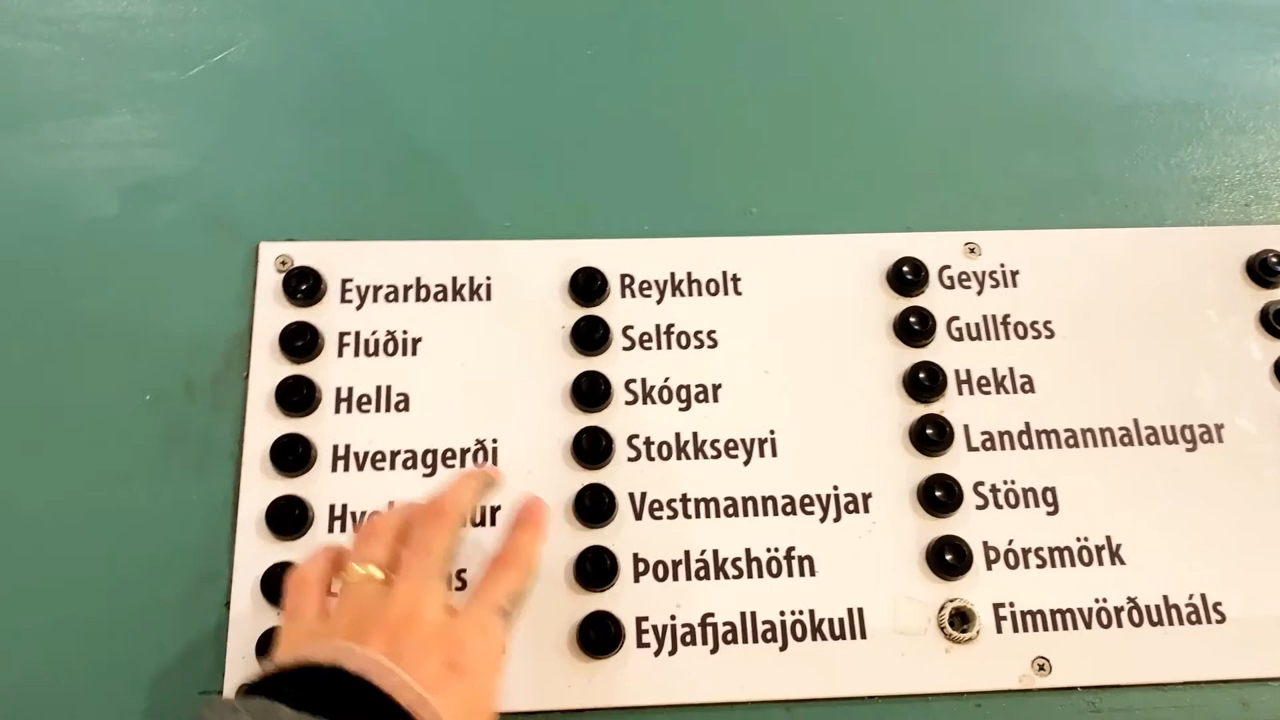 Eyrarbakki
Flúðir
Hella
Hveragerði
Reykholt
Selfoss
Skógar
Stokkseyri
Vestmannaeyjar
Þorlákshöfn
Eyjafjallajökull
Geysir
Gullfoss
Hekla
Landmannalaugar
Stöng
Þórsmörk
Fimmvörðuháls